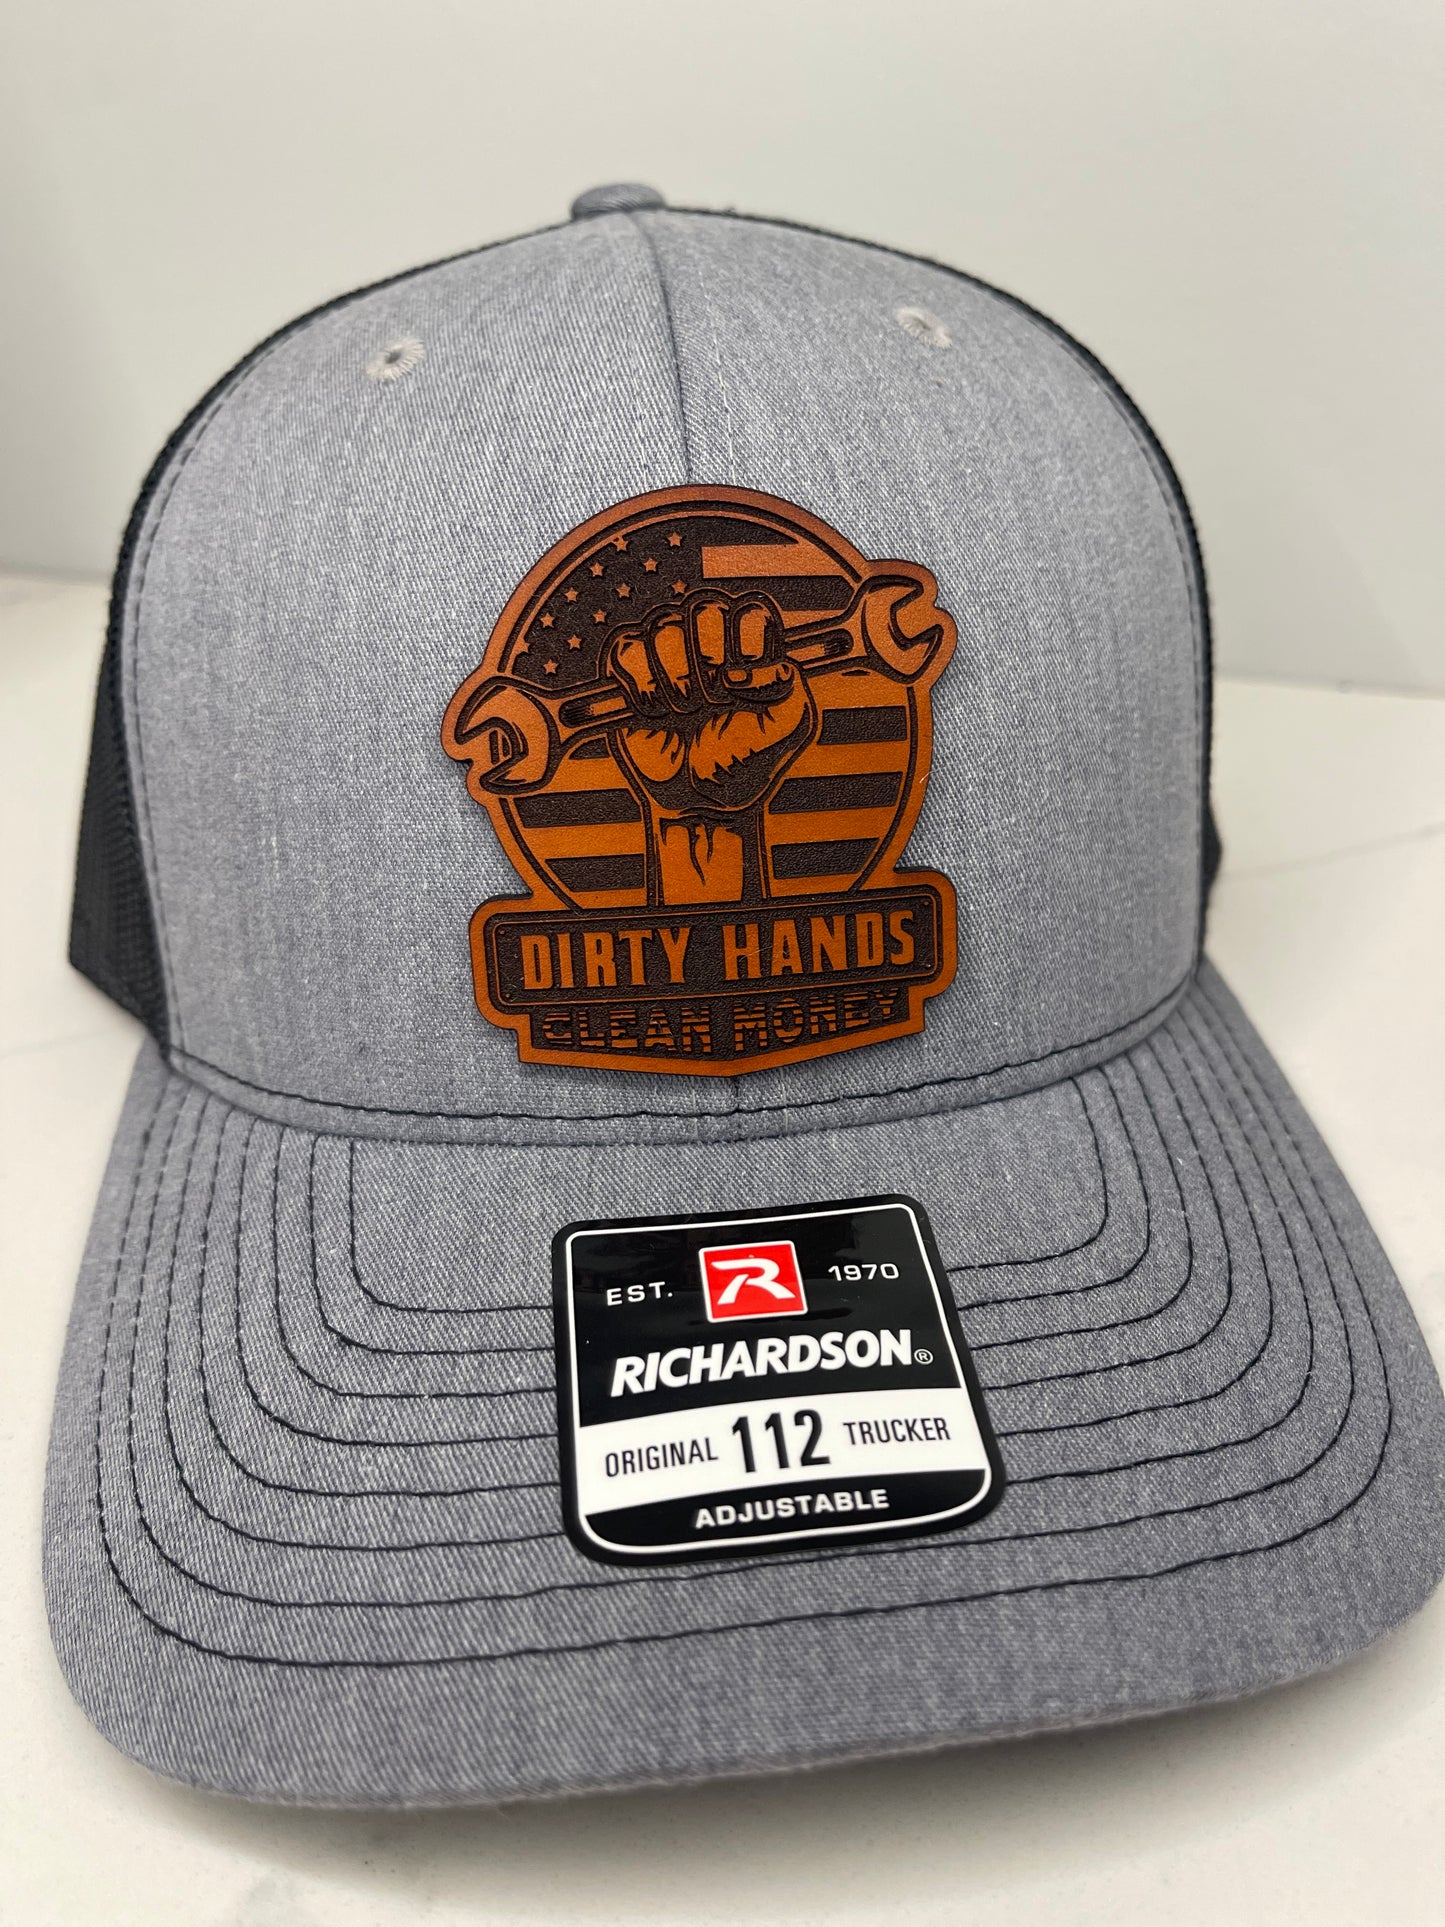 DIRTY HANDS
CLEAN MONEY
EST. R 1970
RICHARDSON®
ORIGINAL 112 TRUCKER
ADJUSTABLE